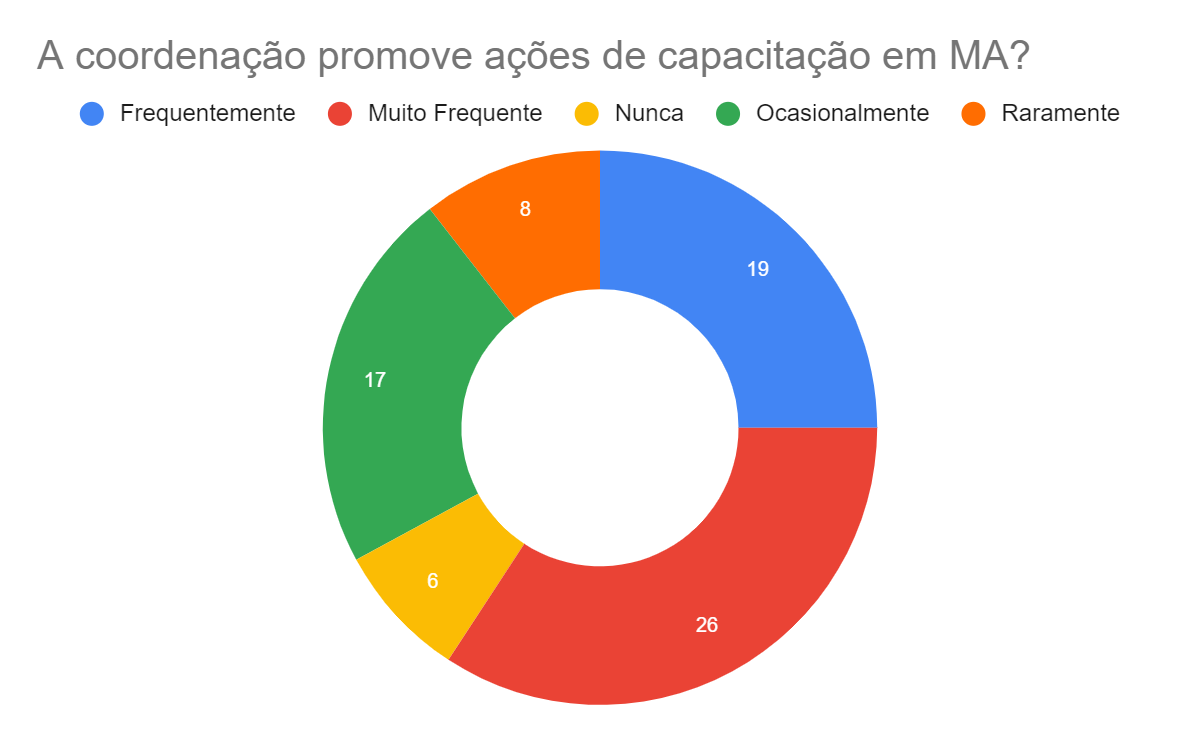 A coordenação promove ações de capacitação em MA?
Frequentemente Muito Frequente Nunca Ocasionalmente Raramente
8
19
17
6
26